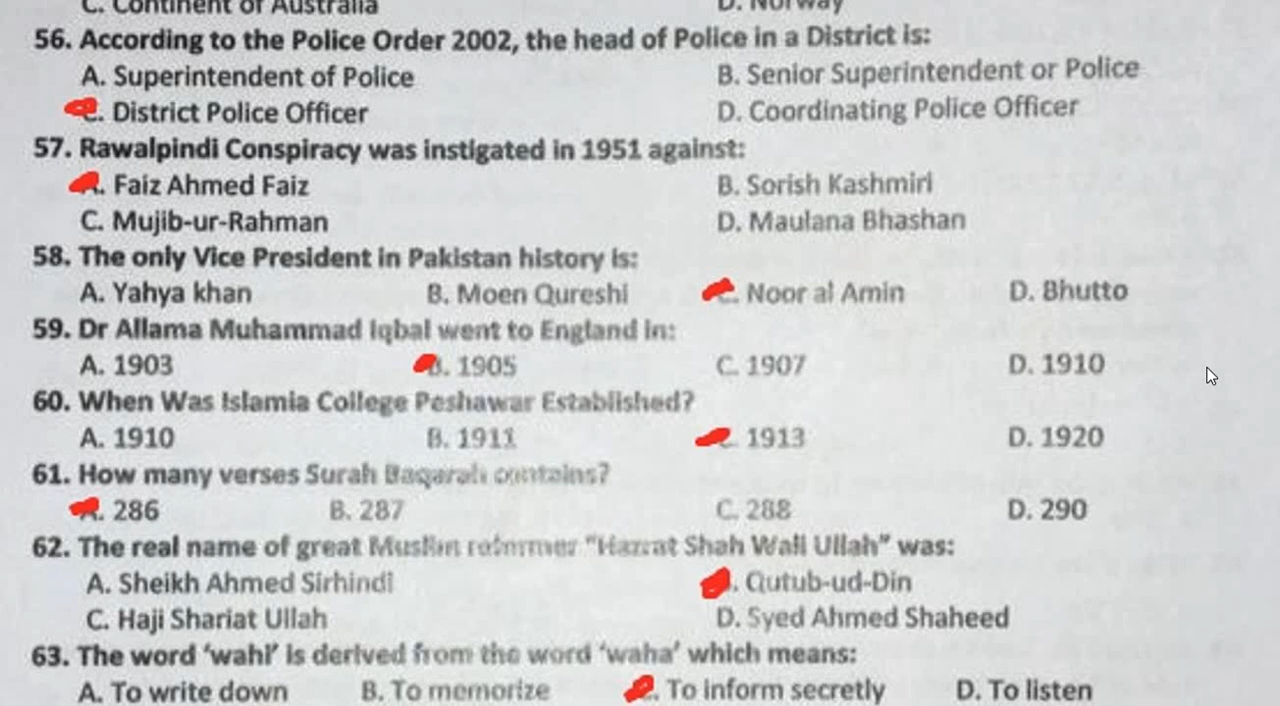 C. Continent of Australia D. Norway
56. According to the Police Order 2002, the head of Police in a District is:
A. Superintendent of Police B. Senior Superintendent or Police
C. District Police Officer D. Coordinating Police Officer
57. Rawalpindi Conspiracy was instigated in 1951 against:
A. Faiz Ahmed Faiz B. Sorish Kashmiri
C. Mujib-ur-Rahman D. Maulana Bhashan
58. The only Vice President in Pakistan history is:
A. Yahya khan B. Moen Qureshi C. Noor al Amin D. Bhutto
59. Dr Allama Muhammad Iqbal went to England in:
A. 1903 B. 1905 C. 1907 D. 1910
60. When Was Islamia College Peshawar Established?
A. 1910 B. 1911 C. 1913 D. 1920
61. How many verses Surah Baqarah contains?
A. 286 B. 287 C. 288 D. 290
62. The real name of great Muslim reformer "Hazrat Shah Wali Ullah" was:
A. Sheikh Ahmed Sirhindi B. Qutub-ud-Din
C. Haji Shariat Ullah D. Syed Ahmed Shaheed
63. The word 'wahi' is derived from the word 'waha' which means:
A. To write down B. To memorize C. To inform secretly D. To listen